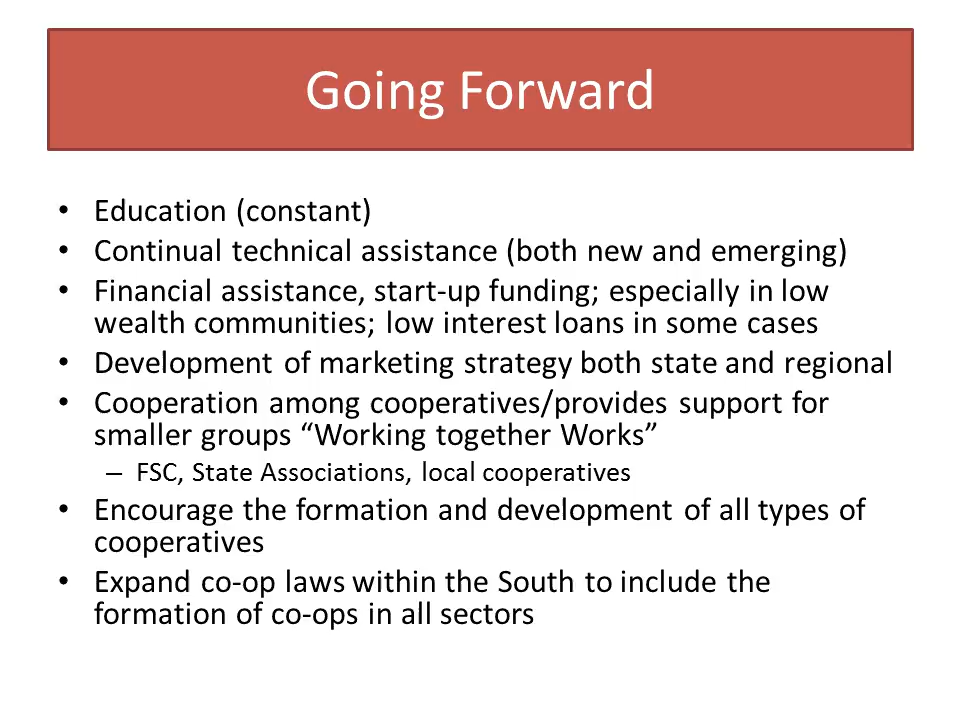 Going Forward
• Education (constant)
• Continual technical assistance (both new and emerging)
• Financial assistance, start-up funding; especially in low
wealth communities; low interest loans in some cases
• Development of marketing strategy both state and regional
• Cooperation among cooperatives/provides support for
smaller groups “Working together Works”
– FSC, State Associations, local cooperatives
• Encourage the formation and development of all types of
cooperatives
• Expand co-op laws within the South to include the
formation of co-ops in all sectors